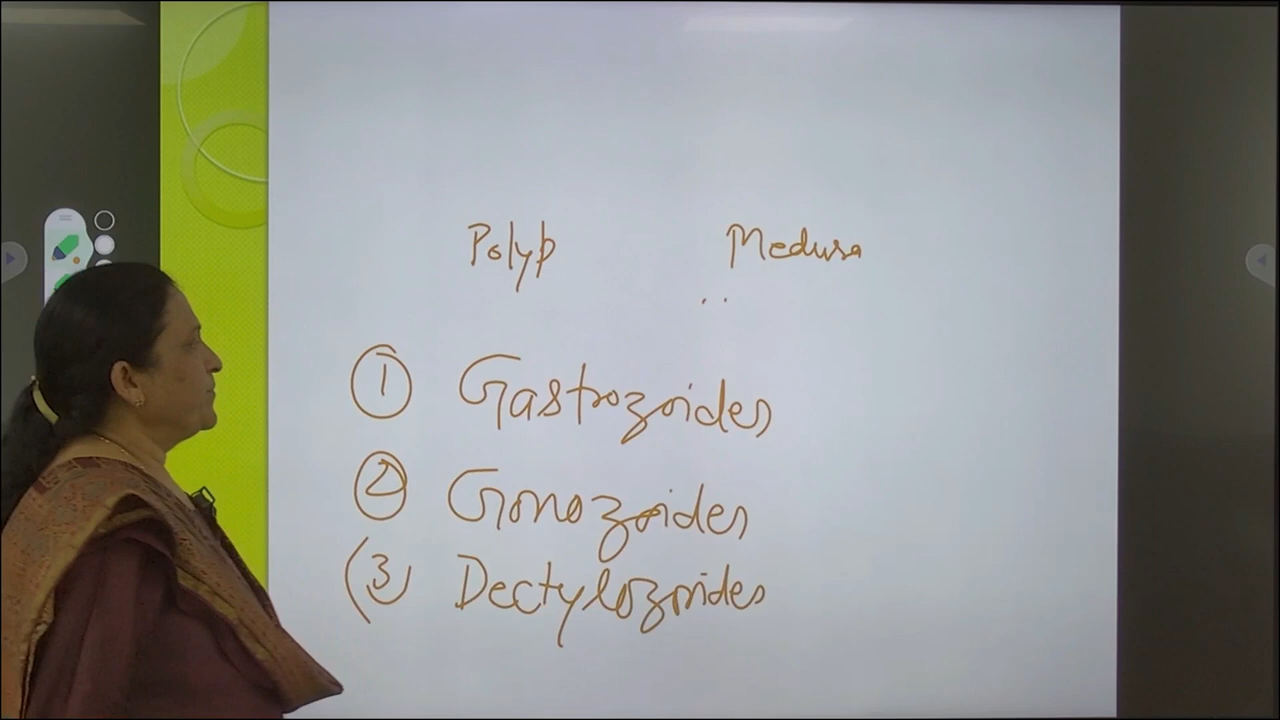 Polyp Medusa
① Gastrozoides
② Gonozoides
(3) Dectylozoides